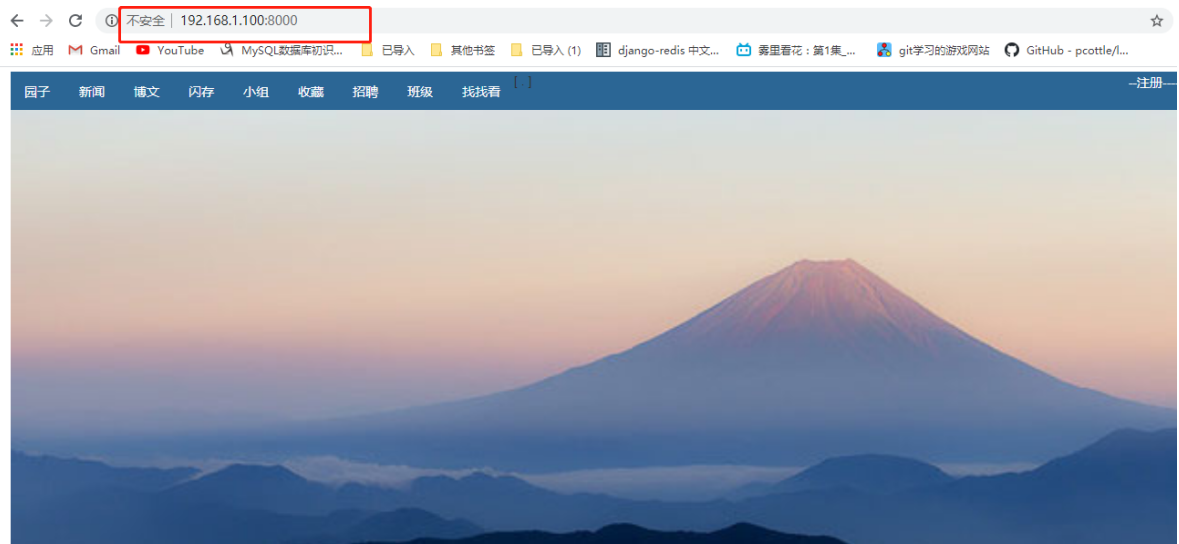 不安全 192.168.1.100:8000
应用 Gmail YouTube MySQL数据库初识... 已导入 其他书签 已导入 (1) django-redis 中文... 雾里看花：第1集_... git学习的游戏网站 GitHub - pcottle/l...
园子 新闻 博文 闪存 小组 收藏 招聘 班级 找找看 [ . ] --注册--